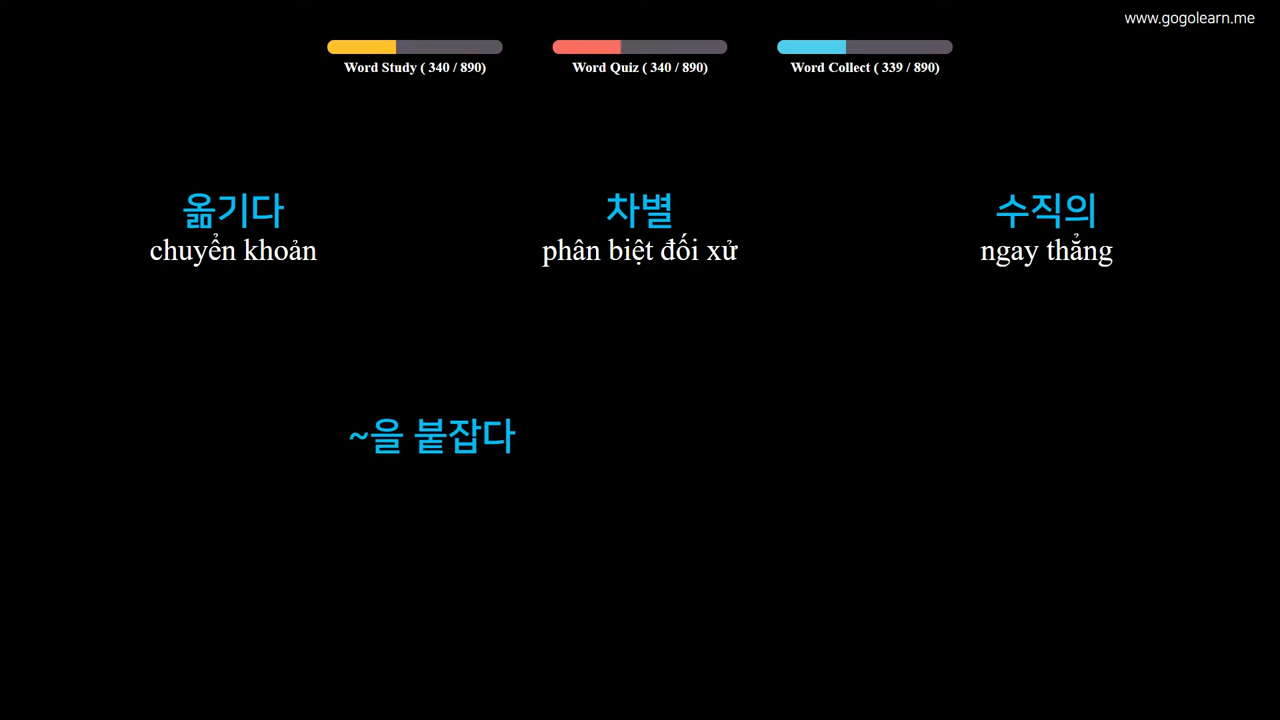 www.gogolearn.me
Word Study ( 340 / 890)
Word Quiz ( 340 / 890)
Word Collect ( 339 / 890)
옮기다
chuyển khoản
차별
phân biệt đối xử
수직의
ngay thẳng
~을 붙잡다